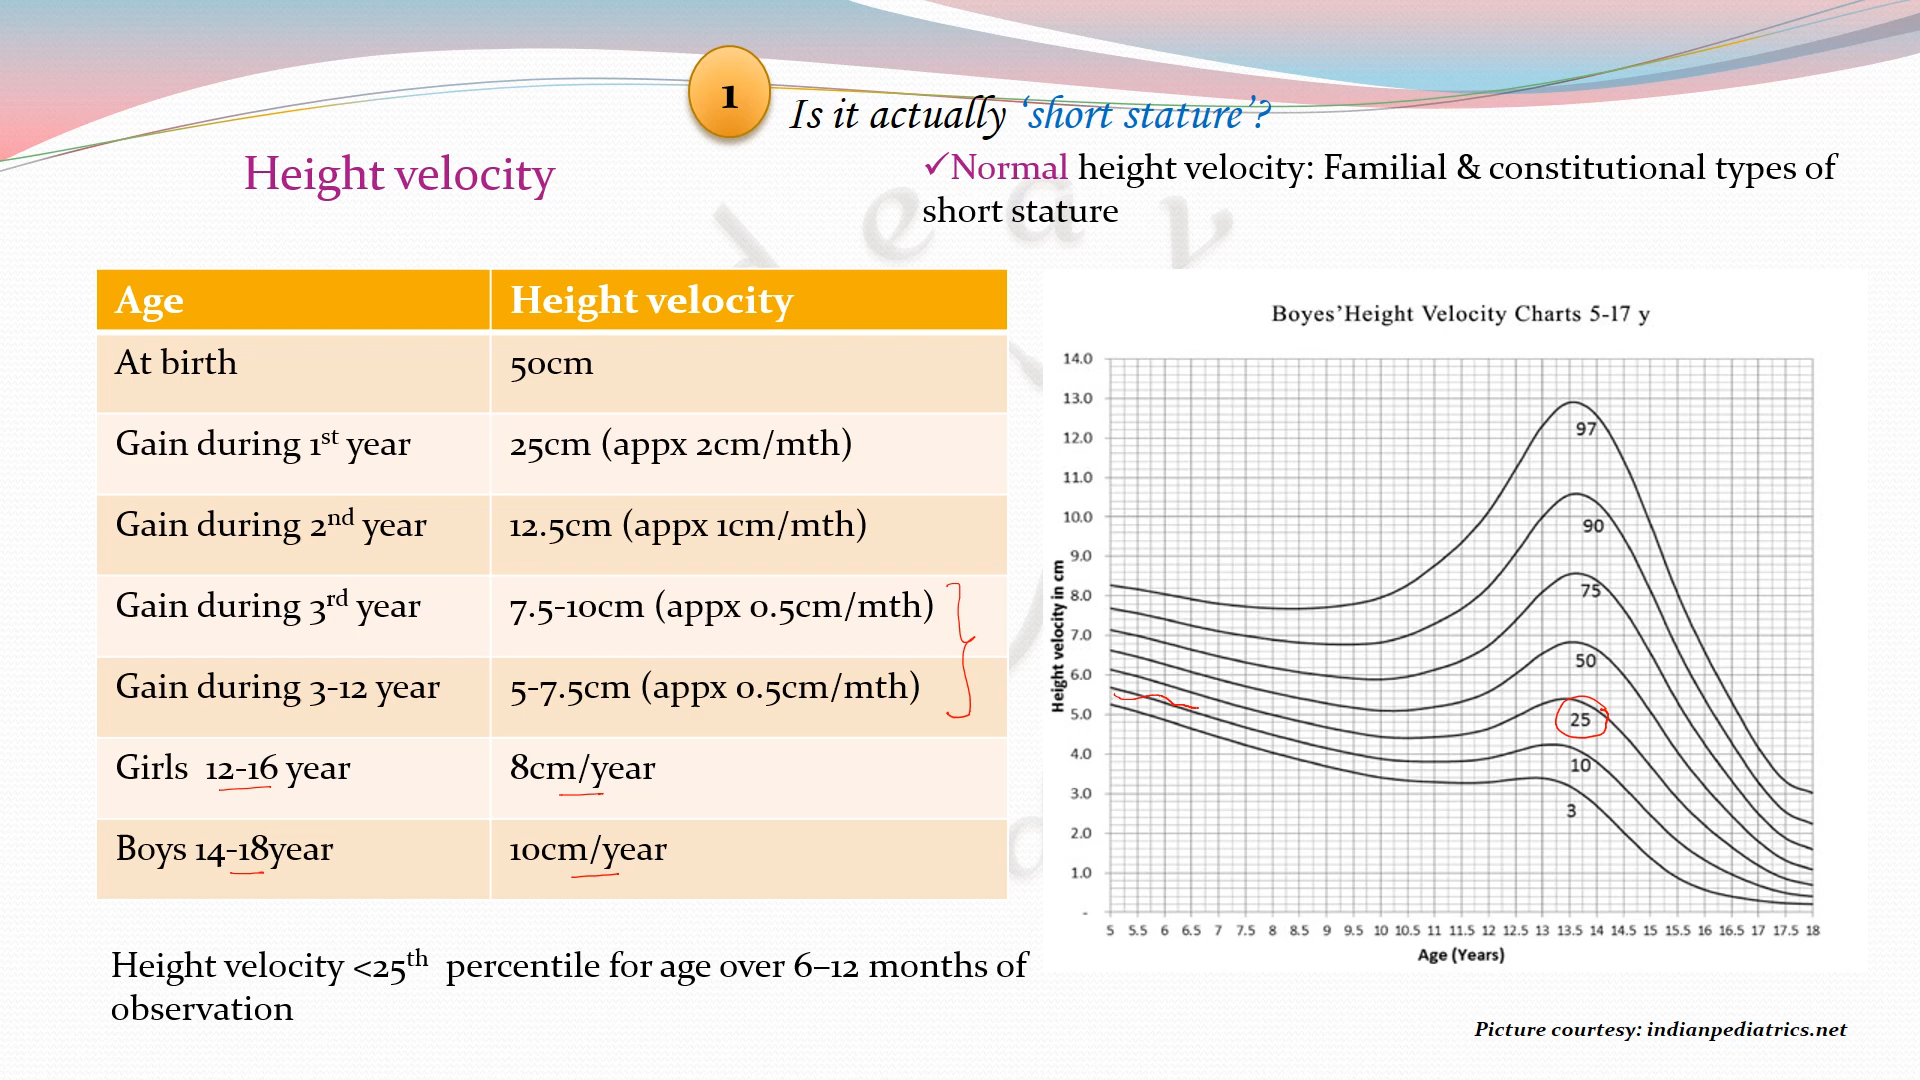 1
Is it actually ‘short stature’?
Height velocity
✓Normal height velocity: Familial & constitutional types of
short stature
Age Height velocity
At birth 50cm
Gain during 1st year 25cm (appx 2cm/mth)
Gain during 2nd year 12.5cm (appx 1cm/mth)
Gain during 3rd year 7.5-10cm (appx 0.5cm/mth)
Gain during 3-12 year 5-7.5cm (appx 0.5cm/mth)
Girls 12-16 year 8cm/year
Boys 14-18year 10cm/year
Height velocity <25th percentile for age over 6–12 months of
observation
Boyes’Height Velocity Charts 5-17 y
14.0
13.0
12.0
11.0
10.0
9.0
8.0
7.0
6.0
5.0
4.0
3.0
2.0
1.0
-
Height velocity in cm
97
90
75
50
25
10
3
5 5.5 6 6.5 7 7.5 8 8.5 9 9.5 10 10.5 11 11.5 12 12.5 13 13.5 14 14.5 15 15.5 16 16.5 17 17.5 18
Age (Years)
Picture courtesy: indianpediatrics.net